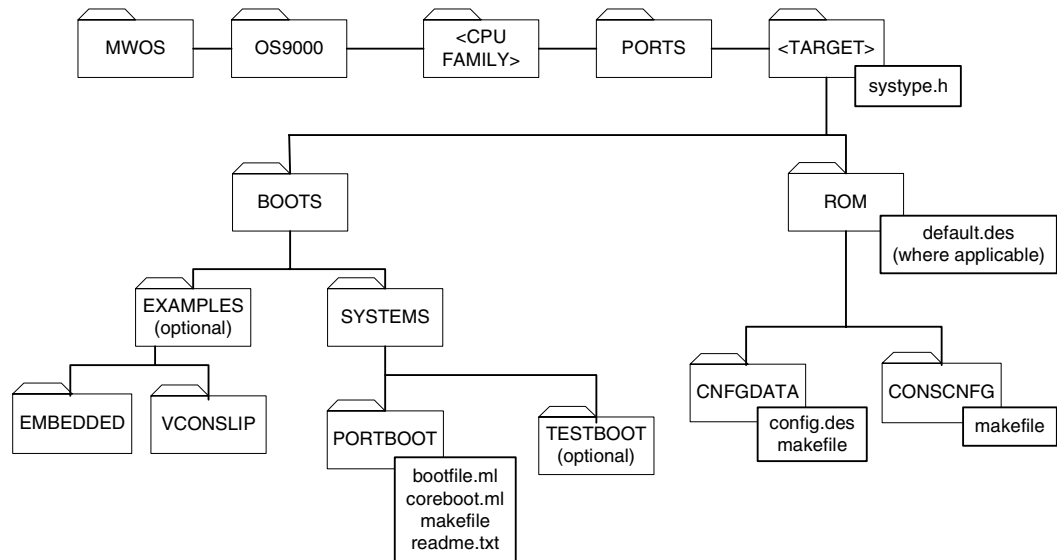 MWOS
OS9000
<CPU
FAMILY>
PORTS
<TARGET>
systype.h
BOOTS
ROM
default.des
(where applicable)
EXAMPLES
(optional)
SYSTEMS
EMBEDDED
VCONSLIP
PORTBOOT
bootfile.ml
coreboot.ml
makefile
readme.txt
TESTBOOT
(optional)
CNFGDATA
config.des
makefile
CONSCNFG
makefile